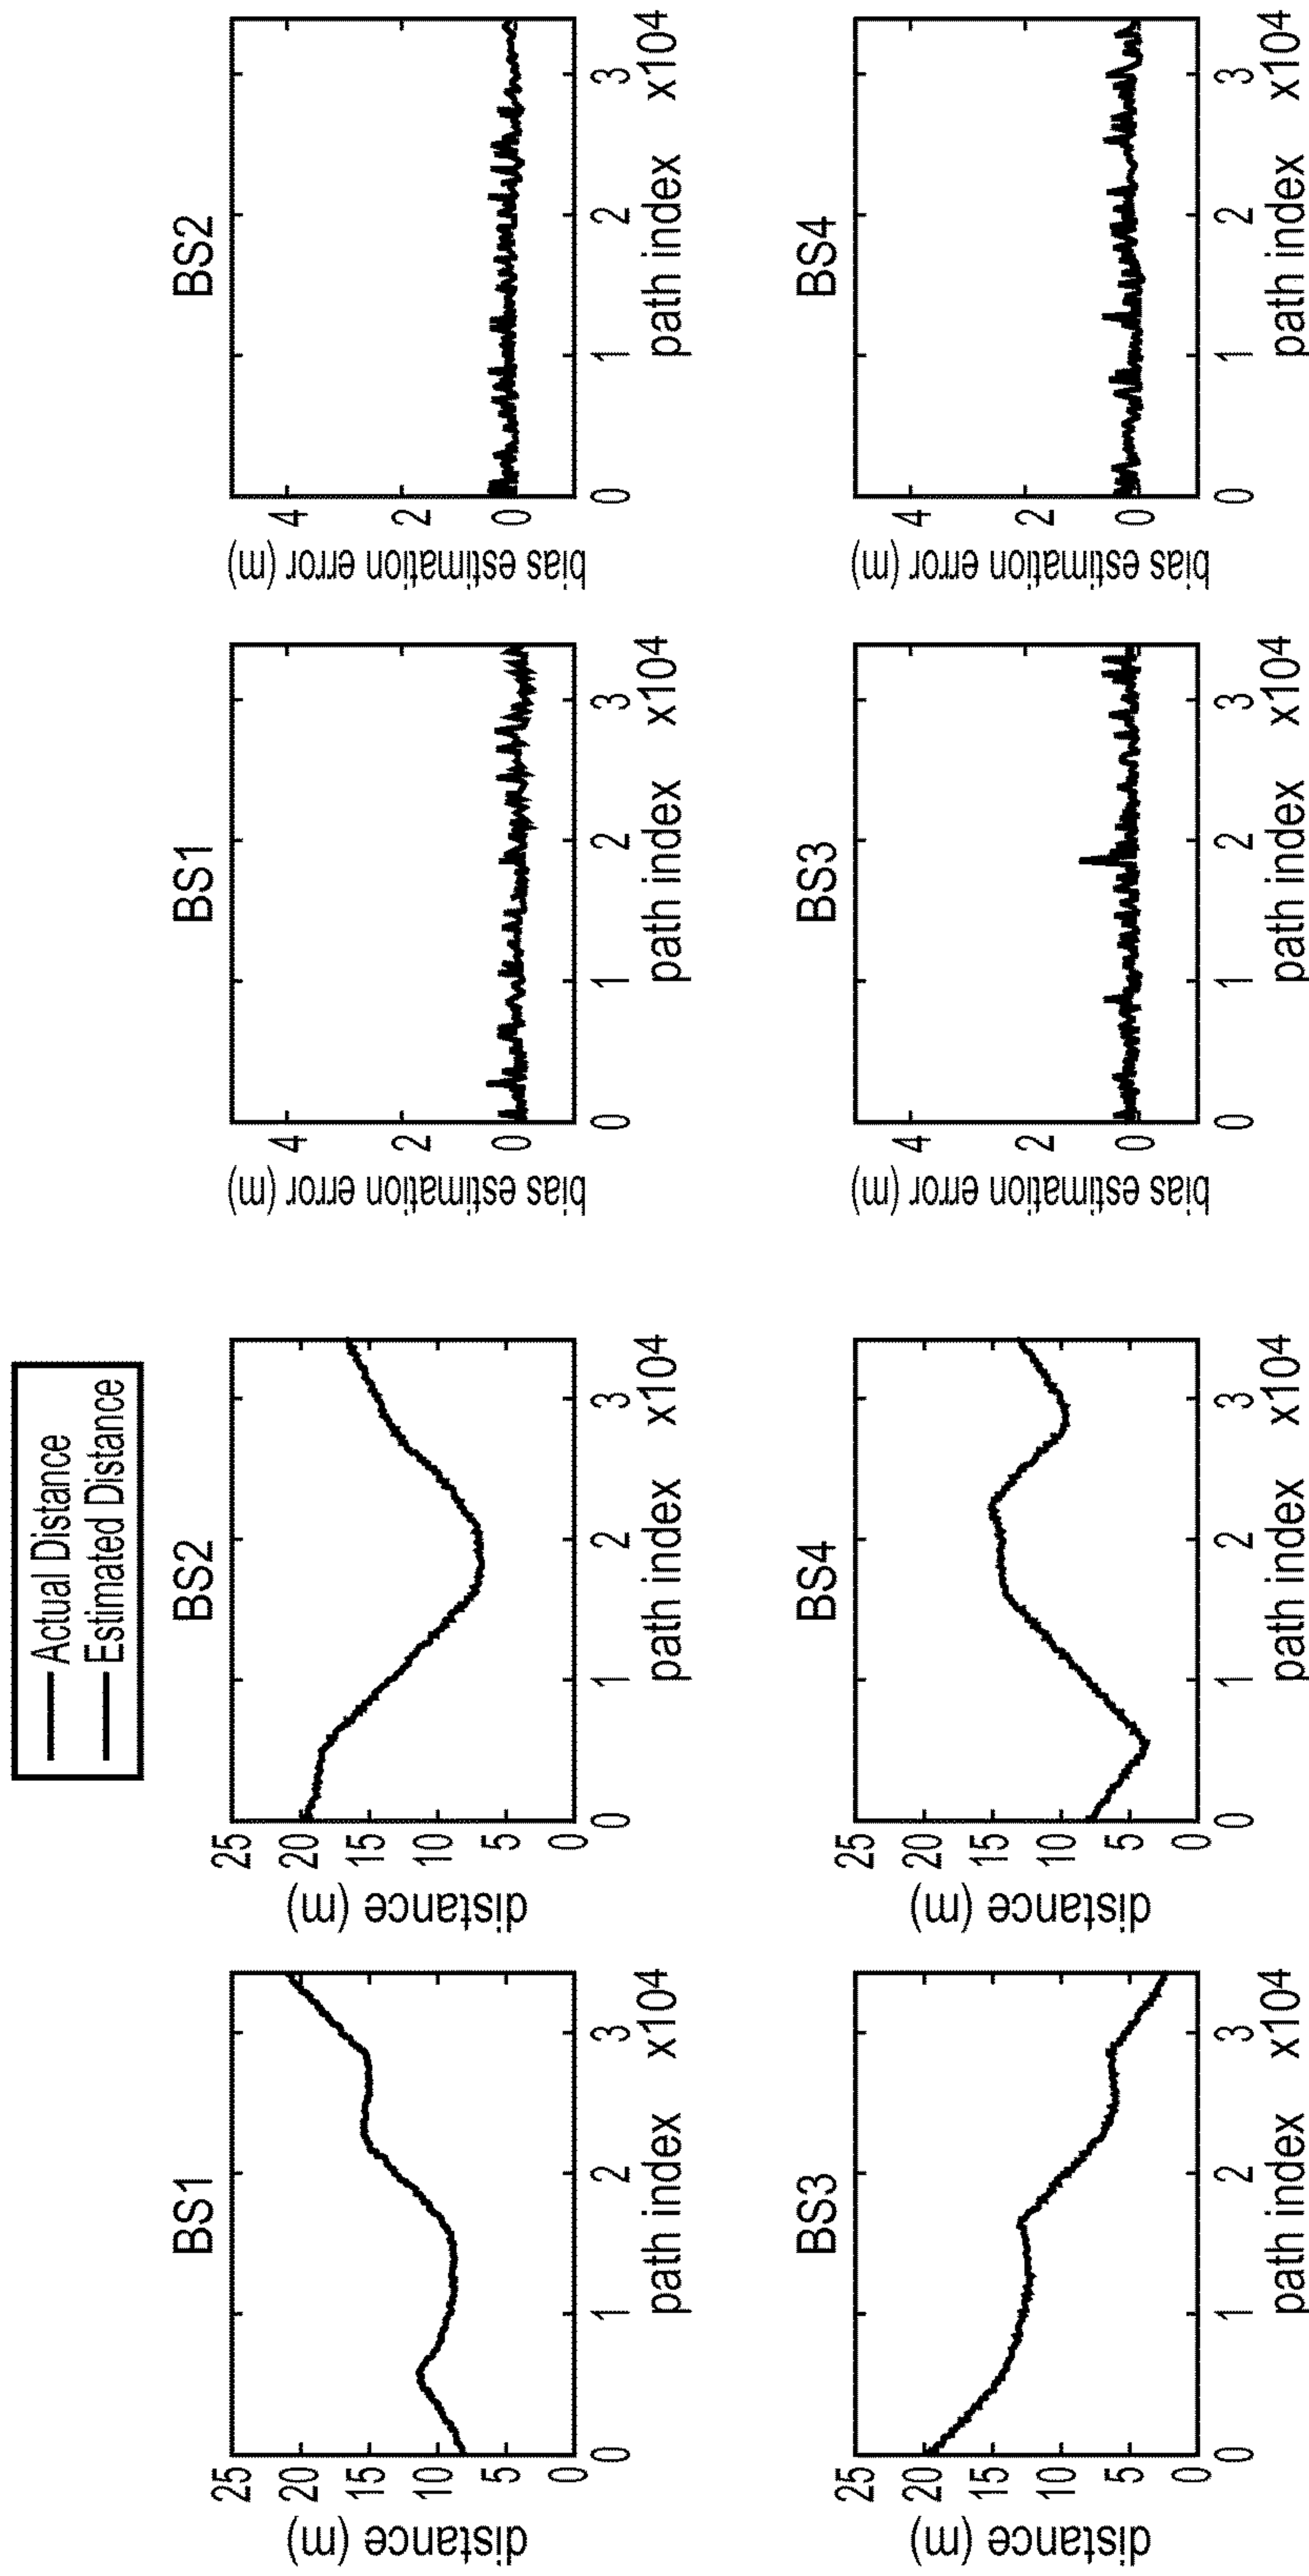 Actual Distance
Estimated Distance
BS1
distance (m)
25
20
15
10
5
0
0 1 2 3
path index x104
BS2
distance (m)
25
20
15
10
5
0
0 1 2 3
path index x104
BS1
bias estimation error (m)
4
2
0
0 1 2 3
path index x104
BS2
bias estimation error (m)
4
2
0
0 1 2 3
path index x104
BS3
distance (m)
25
20
15
10
5
0
0 1 2 3
path index x104
BS4
distance (m)
25
20
15
10
5
0
0 1 2 3
path index x104
BS3
bias estimation error (m)
4
2
0
0 1 2 3
path index x104
BS4
bias estimation error (m)
4
2
0
0 1 2 3
path index x104